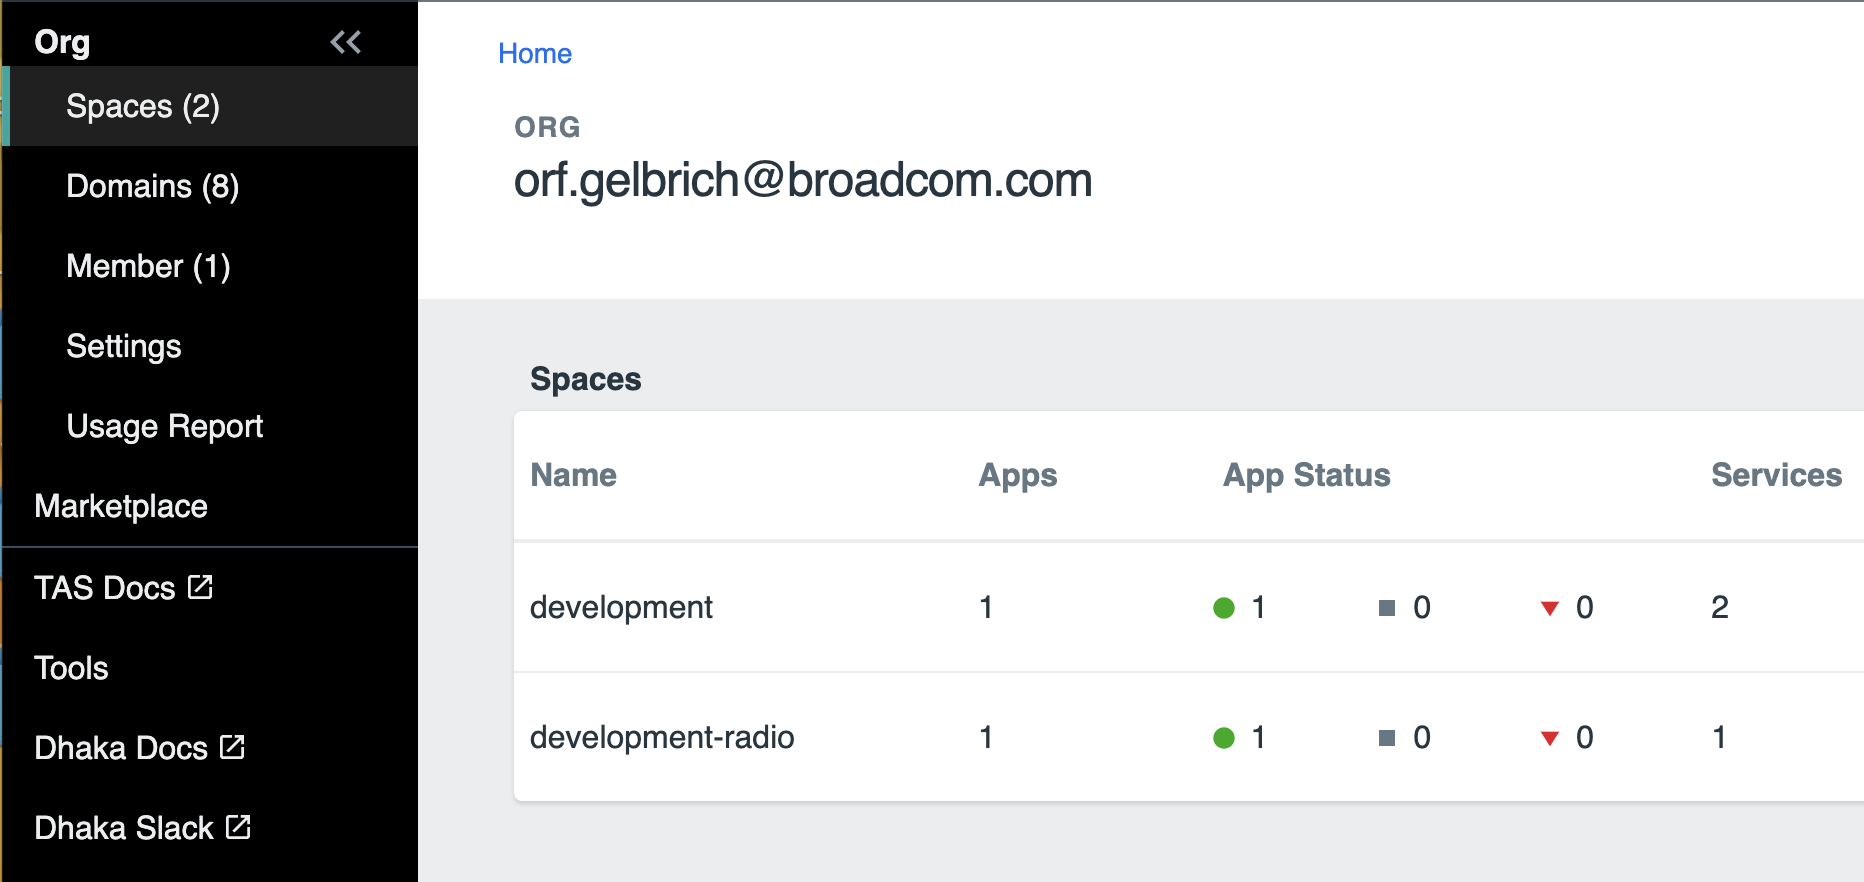 Org
Spaces (2)
Domains (8)
Member (1)
Settings
Usage Report
Marketplace
TAS Docs
Tools
Dhaka Docs
Dhaka Slack
Home
ORG
orf.gelbrich@broadcom.com
Spaces
Name Apps App Status Services
development 1 1 0 0 2
development-radio 1 1 0 0 1